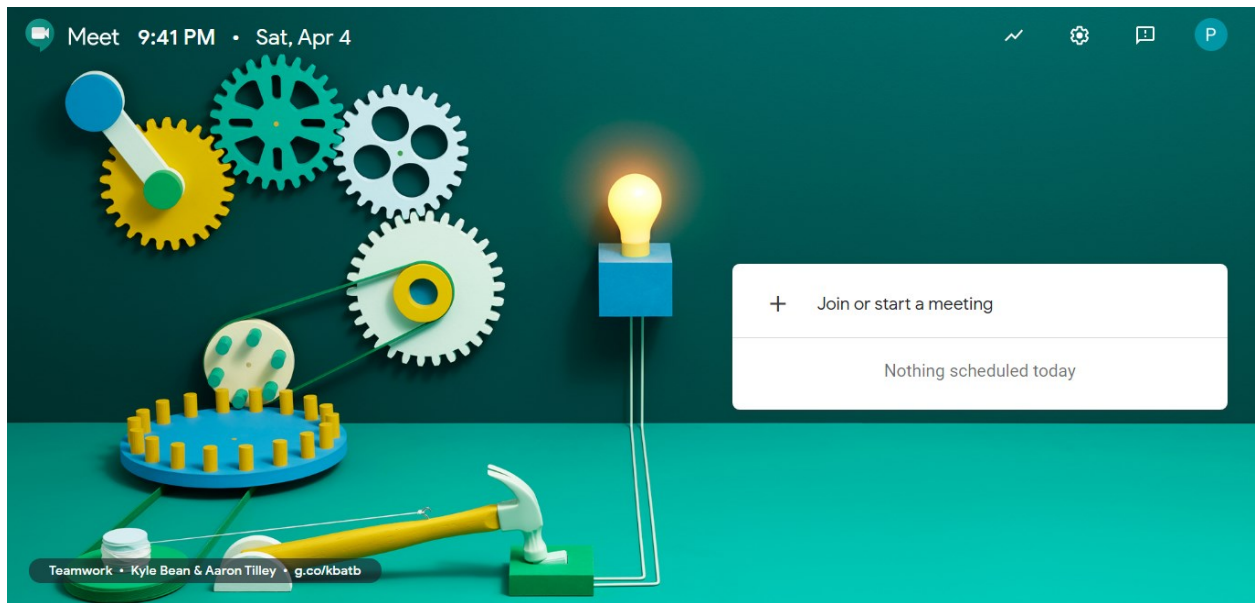 Meet 9:41 PM • Sat, Apr 4
P
Join or start a meeting
Nothing scheduled today
Teamwork • Kyle Bean & Aaron Tilley • g.co/kbatb